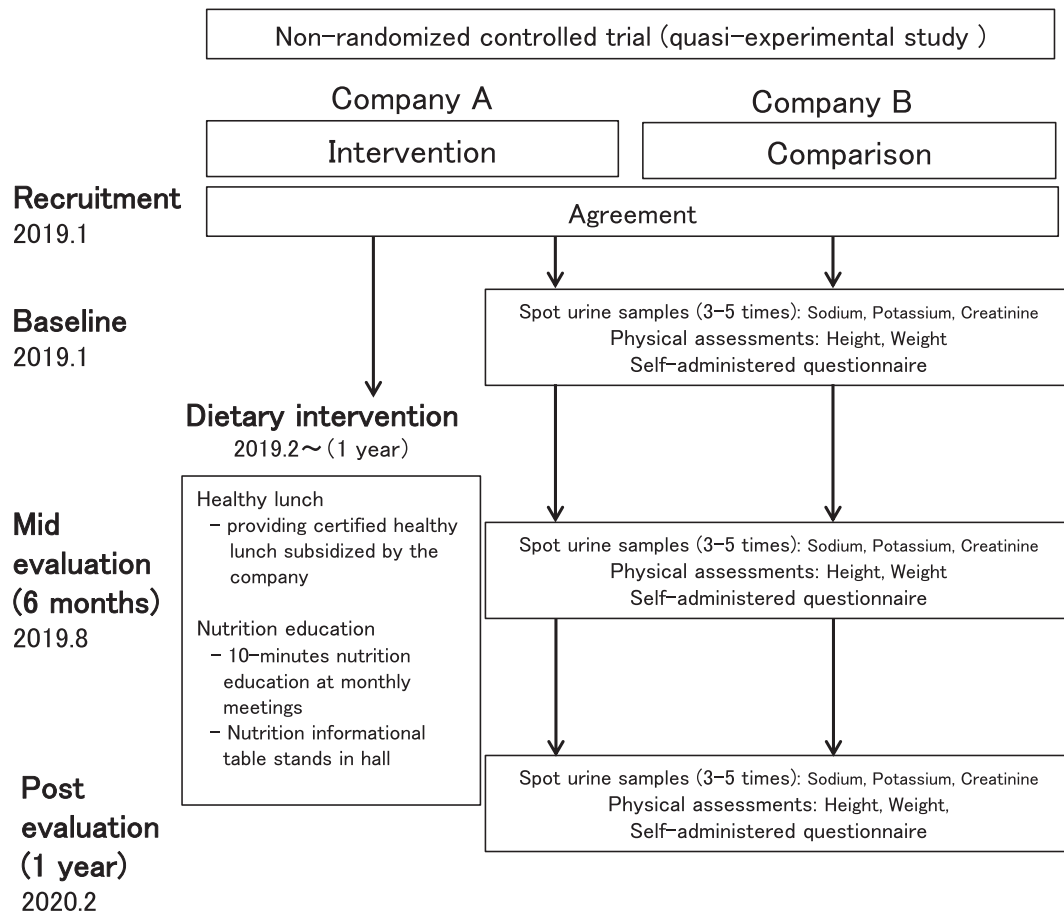 Non-randomized controlled trial (quasi-experimental study )
Company A
Company B
Intervention
Comparison
Recruitment
2019.1
Agreement
Baseline
2019.1
Spot urine samples (3-5 times): Sodium, Potassium, Creatinine
Physical assessments: Height, Weight
Self-administered questionnaire
Dietary intervention
2019.2~ (1 year)
Healthy lunch
- providing certified healthy
lunch subsidized by the
company
Nutrition education
- 10-minutes nutrition
education at monthly
meetings
- Nutrition informational
table stands in hall
Mid
evaluation
(6 months)
2019.8
Spot urine samples (3-5 times): Sodium, Potassium, Creatinine
Physical assessments: Height, Weight
Self-administered questionnaire
Post
evaluation
(1 year)
2020.2
Spot urine samples (3-5 times): Sodium, Potassium, Creatinine
Physical assessments: Height, Weight,
Self-administered questionnaire